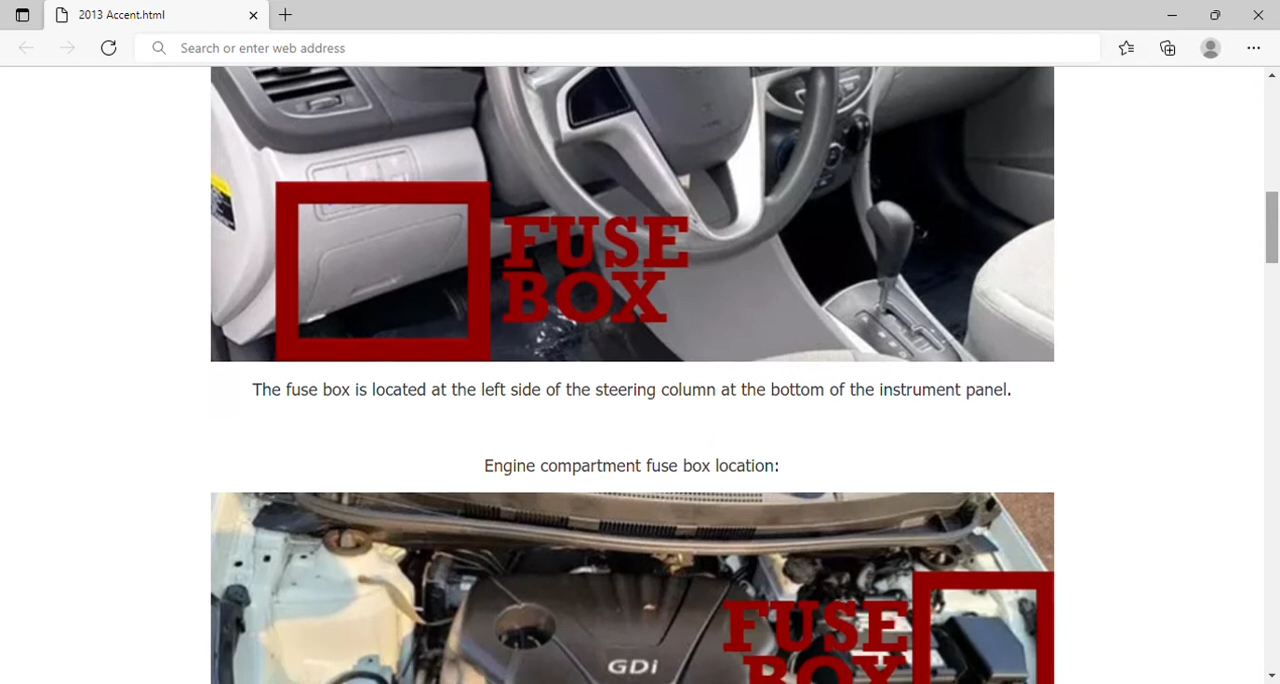 2013 Accent.html
Search or enter web address
FUSE
BOX
The fuse box is located at the left side of the steering column at the bottom of the instrument panel.
Engine compartment fuse box location:
FUSE
BOX
GDi